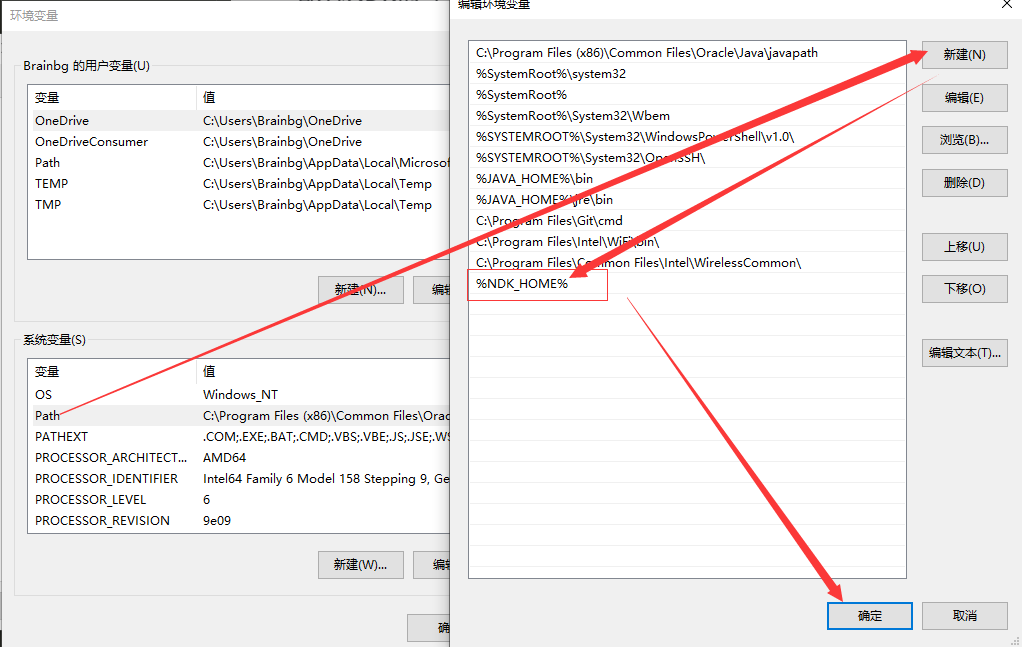 环境变量
Brainbg 的用户变量(U)
变量 值
OneDrive C:\Users\Brainbg\OneDrive
OneDriveConsumer C:\Users\Brainbg\OneDrive
Path C:\Users\Brainbg\AppData\Local\Microsof
TEMP C:\Users\Brainbg\AppData\Local\Temp
TMP C:\Users\Brainbg\AppData\Local\Temp
新建(N)... 编辑
系统变量(S)
变量 值
OS Windows_NT
Path C:\Program Files (x86)\Common Files\Orac
PATHEXT .COM;.EXE;.BAT;.CMD;.VBS;.VBE;.JS;.JSE;.WS
PROCESSOR_ARCHITECT... AMD64
PROCESSOR_IDENTIFIER Intel64 Family 6 Model 158 Stepping 9, Ge
PROCESSOR_LEVEL 6
PROCESSOR_REVISION 9e09
新建(W)... 编辑
确
编辑环境变量
C:\Program Files (x86)\Common Files\Oracle\Java\javapath
%SystemRoot%\system32
%SystemRoot%
%SystemRoot%\System32\Wbem
%SYSTEMROOT%\System32\WindowsPowerShell\v1.0\
%SYSTEMROOT%\System32\OpenSSH\
%JAVA_HOME%\bin
%JAVA_HOME%\jre\bin
C:\Program Files\Git\cmd
C:\Program Files\Intel\WiFi\bin\
C:\Program Files\Common Files\Intel\WirelessCommon\
%NDK_HOME%
新建(N)
编辑(E)
浏览(B)...
删除(D)
上移(U)
下移(O)
编辑文本(T)...
确定 取消